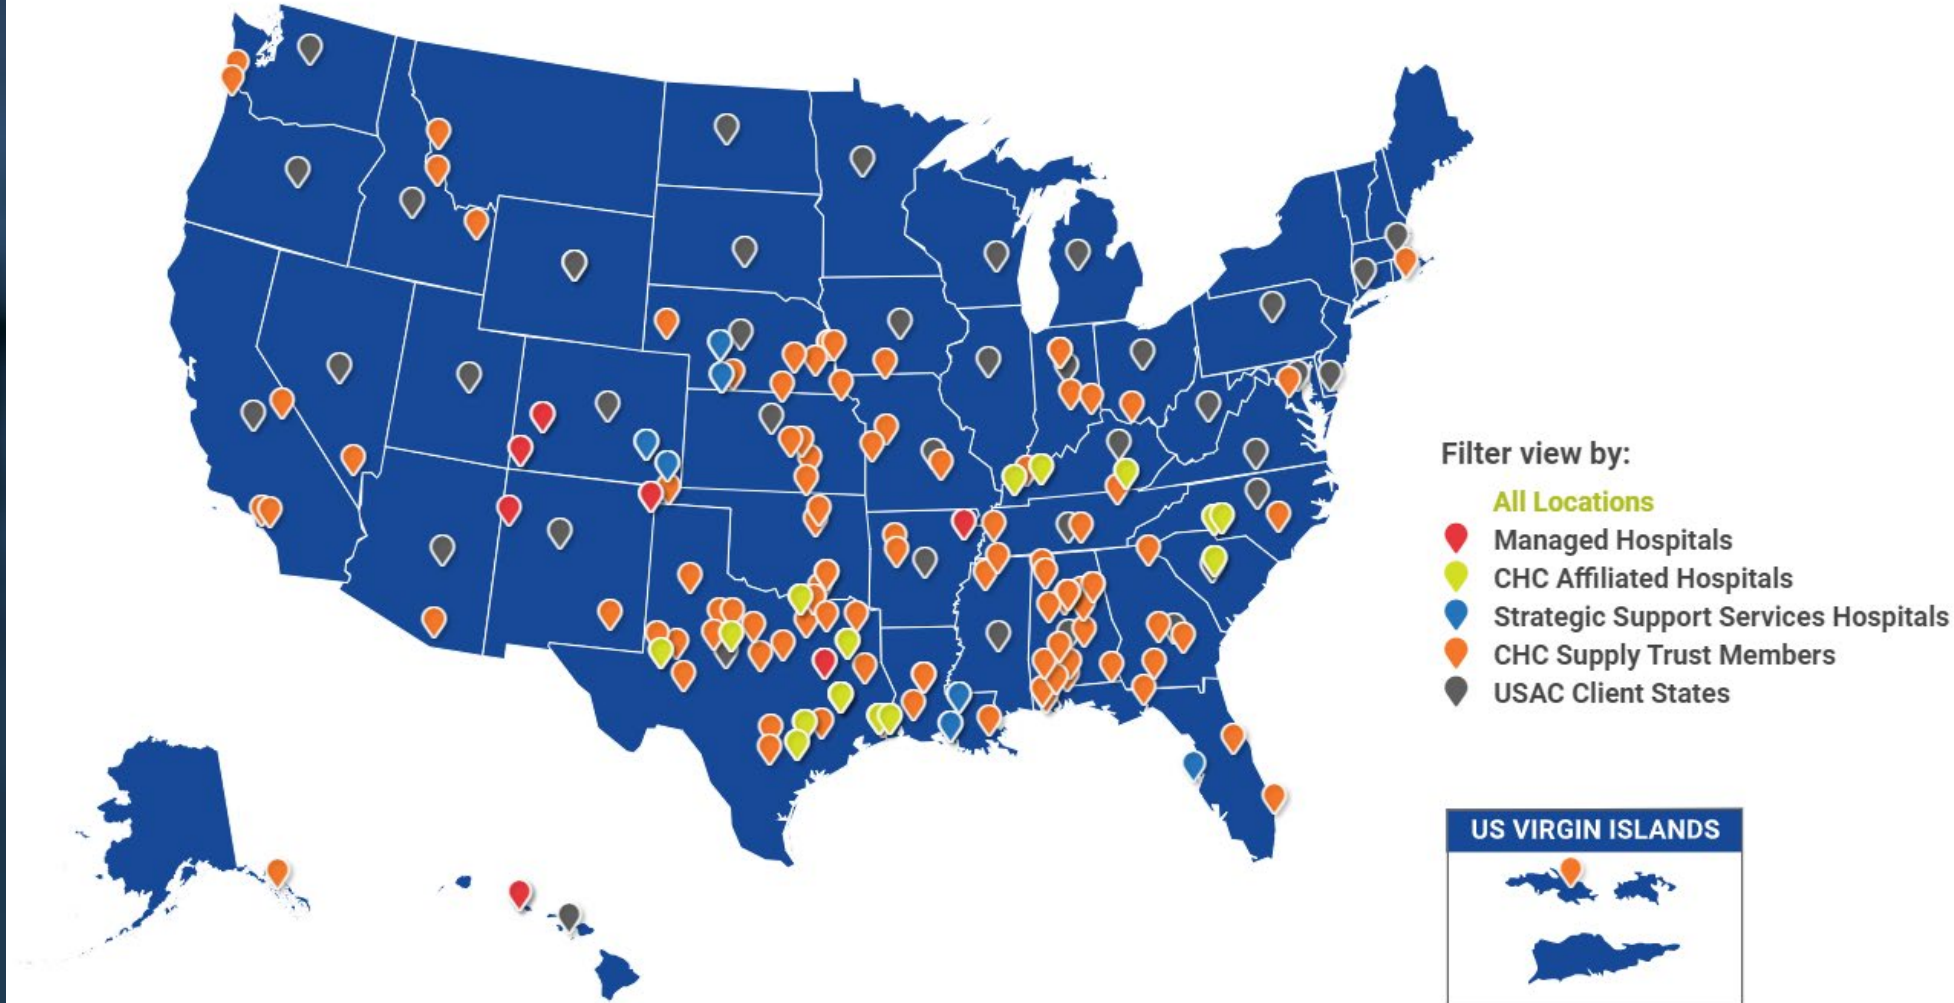 Filter view by:
All Locations
Managed Hospitals
CHC Affiliated Hospitals
Strategic Support Services Hospitals
CHC Supply Trust Members
USAC Client States
US VIRGIN ISLANDS